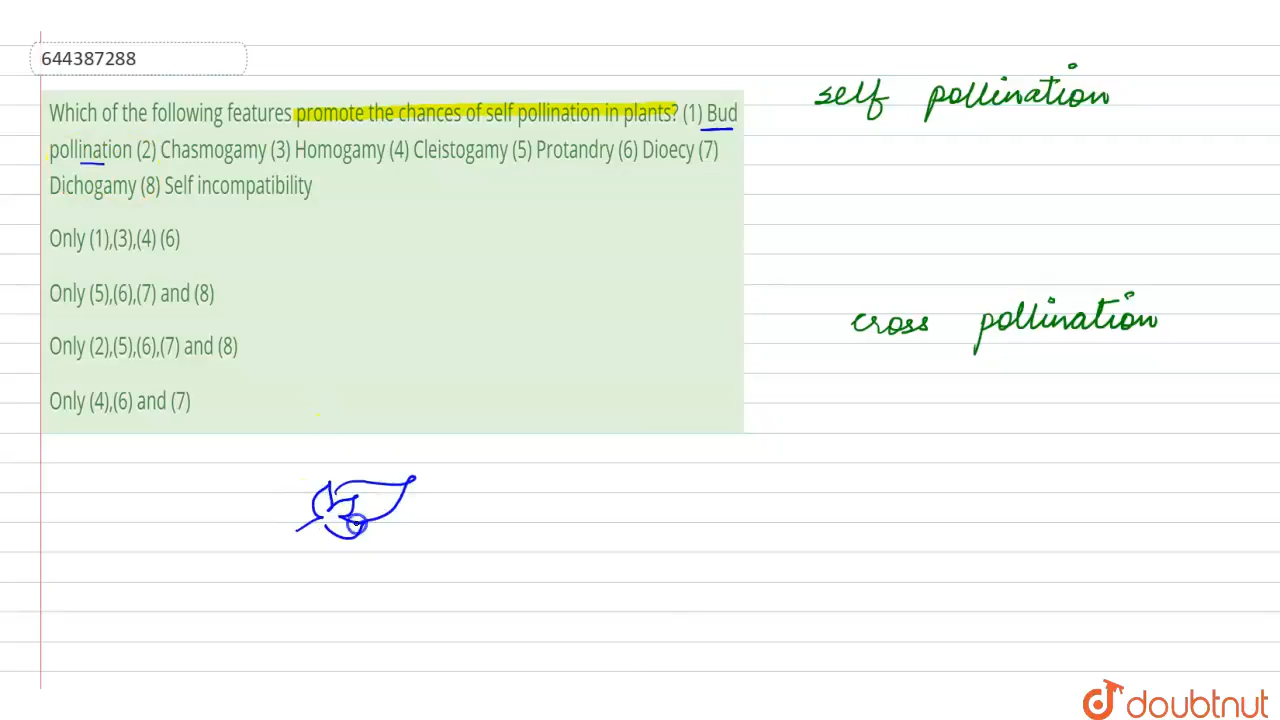 644387288
Which of the following features promote the chances of self pollination in plants? (1) Bud
pollination (2) Chasmogamy (3) Homogamy (4) Cleistogamy (5) Protandry (6) Dioecy (7)
Dichogamy (8) Self incompatibility
Only (1),(3),(4) (6)
Only (5),(6),(7) and (8)
Only (2),(5),(6),(7) and (8)
Only (4),(6) and (7)
self pollination
cross pollination
doubtnut